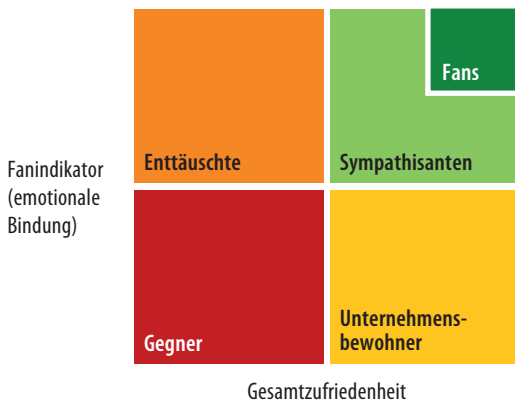 Fans
Enttäuschte
Sympathisanten
Fanindikator
(emotionale
Bindung)
Gegner
Unternehmens-
bewohner
Gesamtzufriedenheit